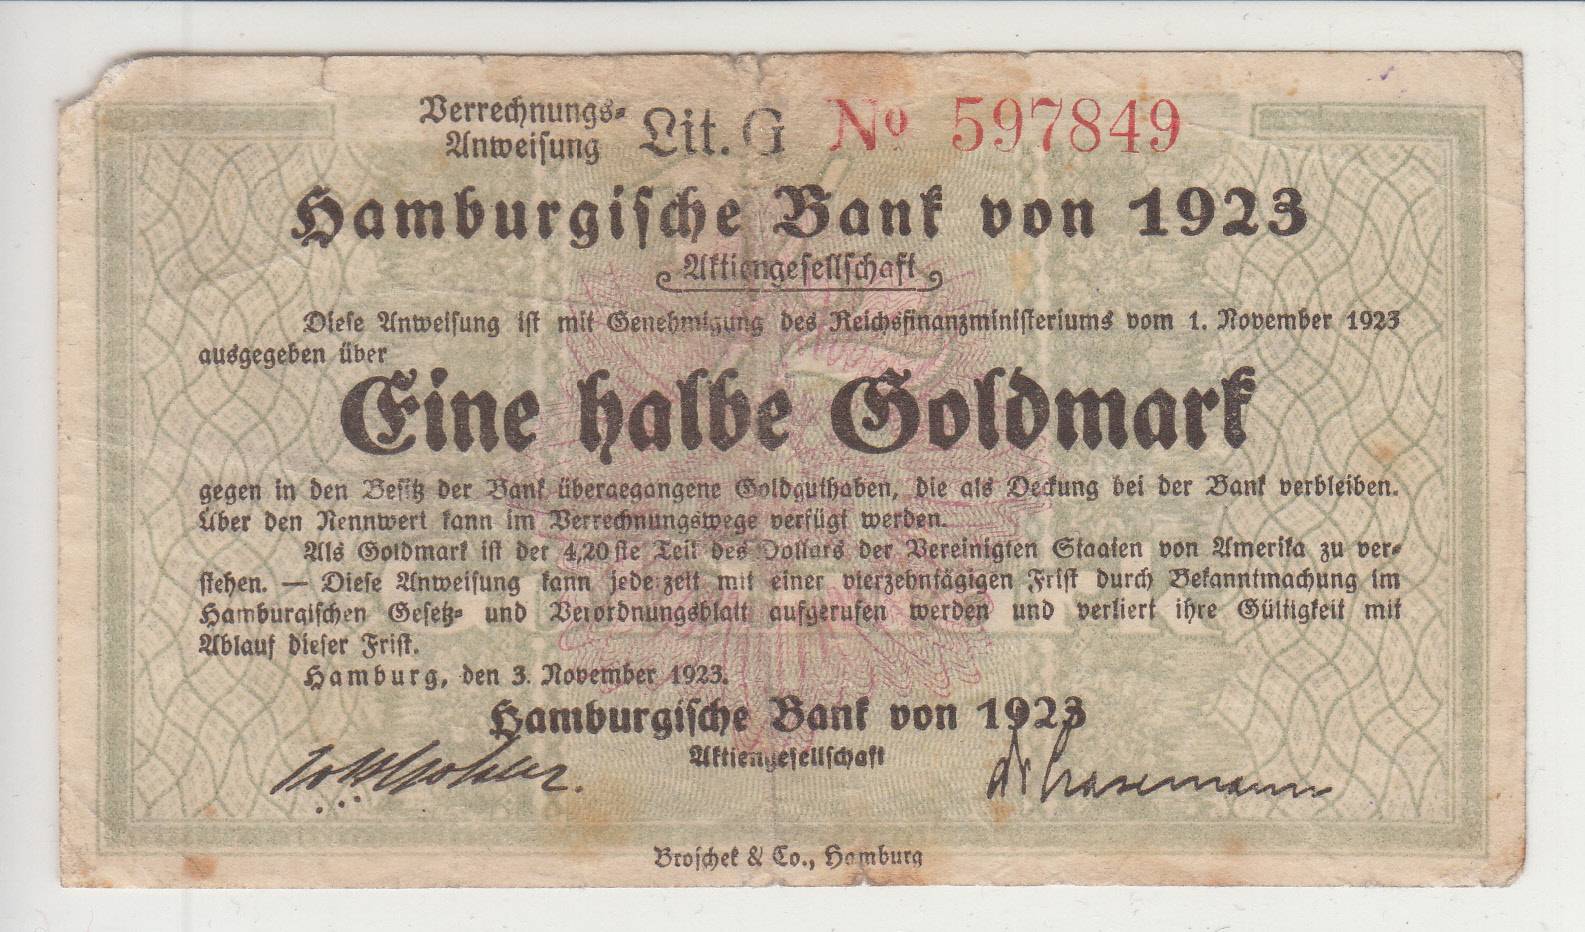 Verrechnungs-
Anweisung Lit. G No 597849
Hamburgische Bank von 1923
Aktiengesellschaft
Diese Anweisung ist mit Genehmigung des Reichsfinanzministeriums vom 1. November 1923
ausgegeben über
Eine halbe Goldmark
gegen in den Besitz der Bank übergegangene Goldguthaben, die als Deckung bei der Bank verbleiben.
Über den Nennwert kann im Verrechnungswege verfügt werden.
Als Goldmark ist der 4,20ste Teil des Dollars der Vereinigten Staaten von Amerika zu ver-
stehen. — Diese Anweisung kann jederzeit mit einer vierzehntägigen Frist durch Bekanntmachung im
Hamburgischen Gesetz- und Verordnungsblatt aufgerufen werden und verliert ihre Gültigkeit mit
Ablauf dieser Frist.
Hamburg, den 3. November 1923.
Hamburgische Bank von 1923
Aktiengesellschaft
Broschek & Co., Hamburg